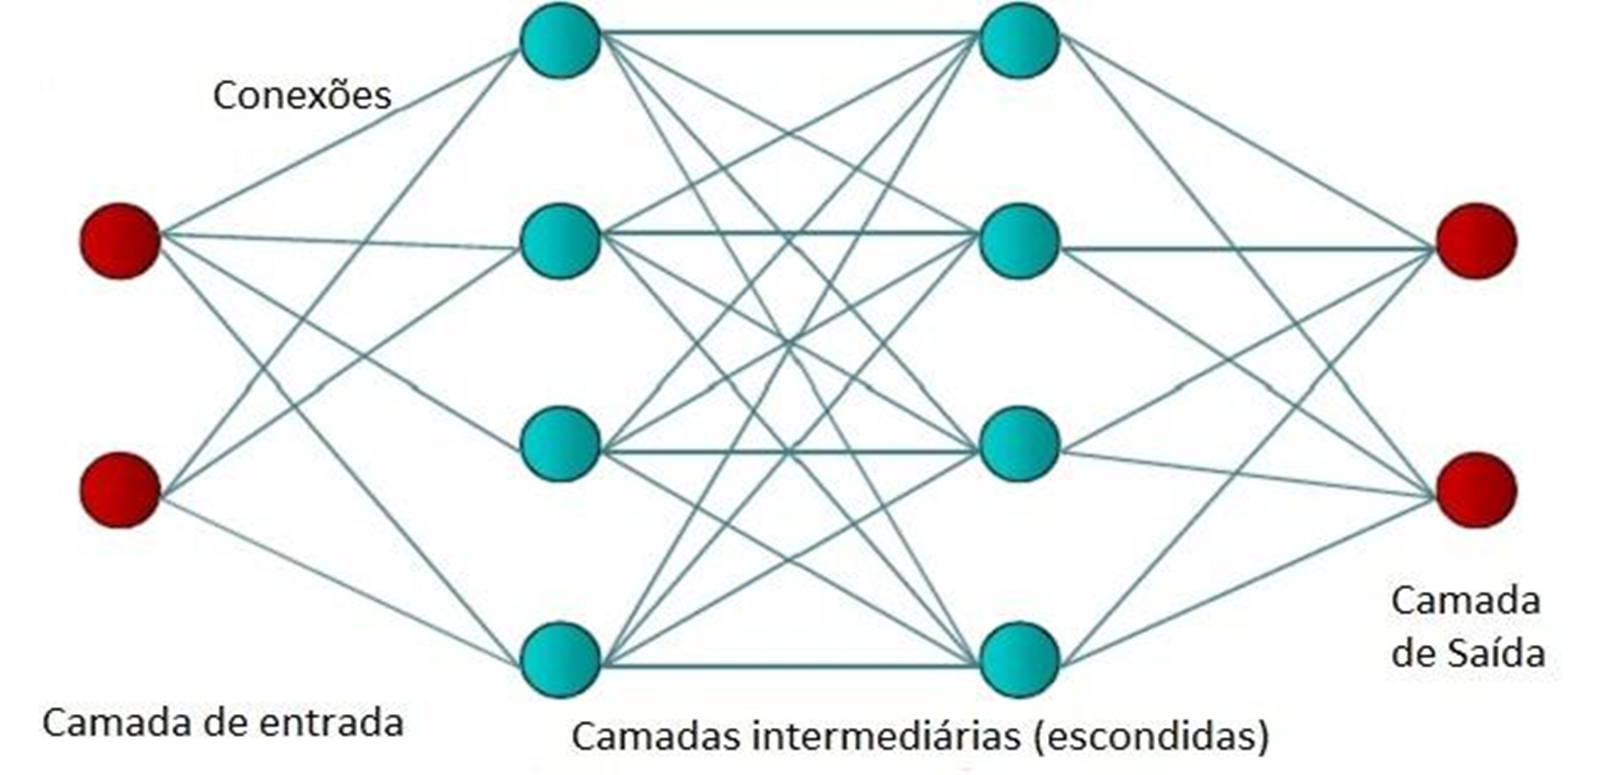 Conexões
Camada
de Saída
Camada de entrada
Camadas intermediárias (escondidas)